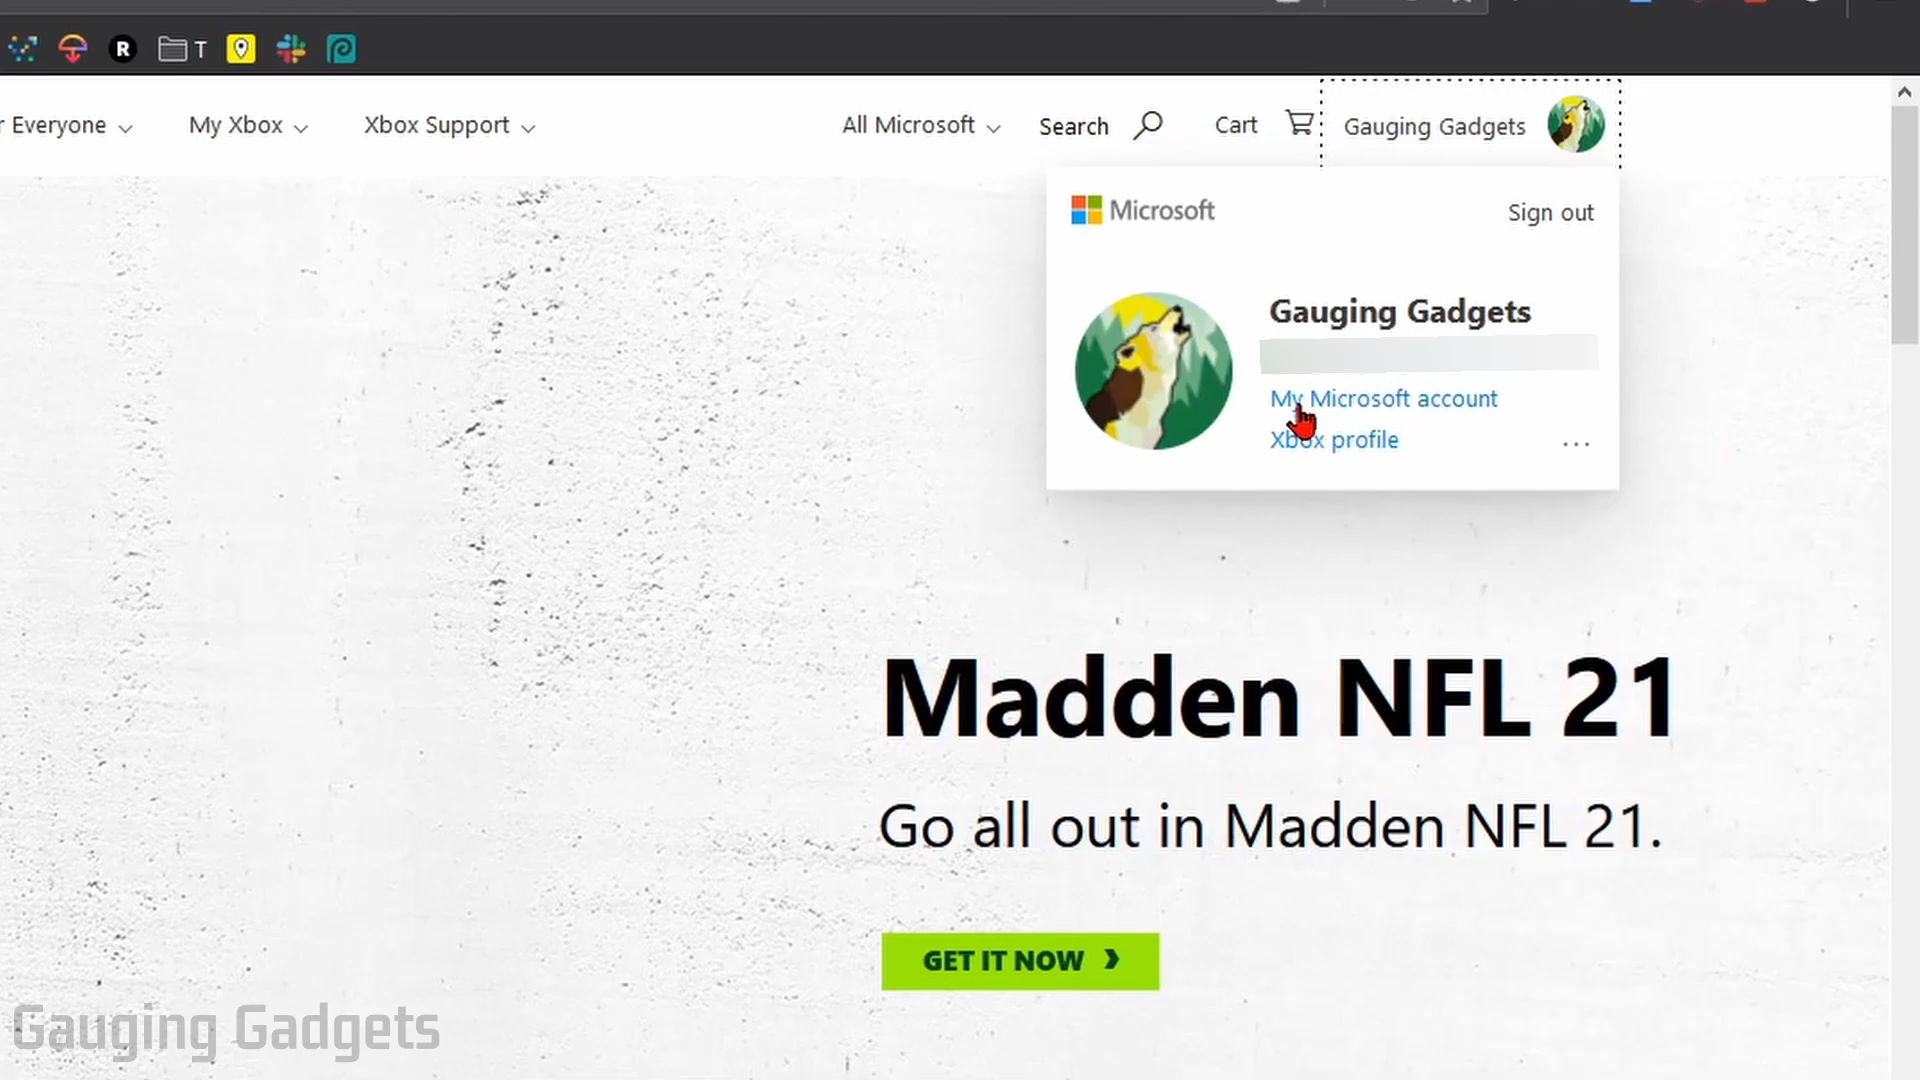 R T
r Everyone My Xbox Xbox Support All Microsoft Search Cart Gauging Gadgets
Microsoft Sign out
Gauging Gadgets
My Microsoft account
Xbox profile ...
Madden NFL 21
Go all out in Madden NFL 21.
GET IT NOW
Gauging Gadgets